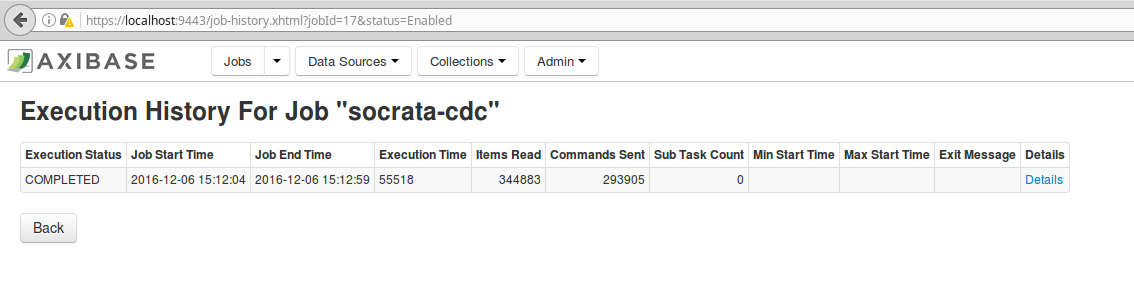 https://localhost:9443/job-history.xhtml?jobId=17&status=Enabled
AXIBASE Jobs Data Sources Collections Admin
Execution History For Job "socrata-cdc"
Execution Status Job Start Time Job End Time Execution Time Items Read Commands Sent Sub Task Count Min Start Time Max Start Time Exit Message Details
COMPLETED 2016-12-06 15:12:04 2016-12-06 15:12:59 55518 344883 293905 0 Details
Back